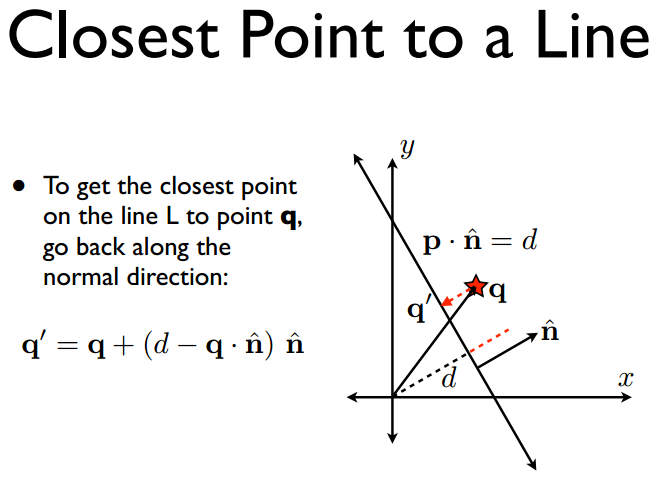 Closest Point to a Line
• To get the closest point
on the line L to point q,
go back along the
normal direction:
q′ = q + (d − q · n̂) n̂
y
p · n̂ = d
q
q′
n̂
d
x